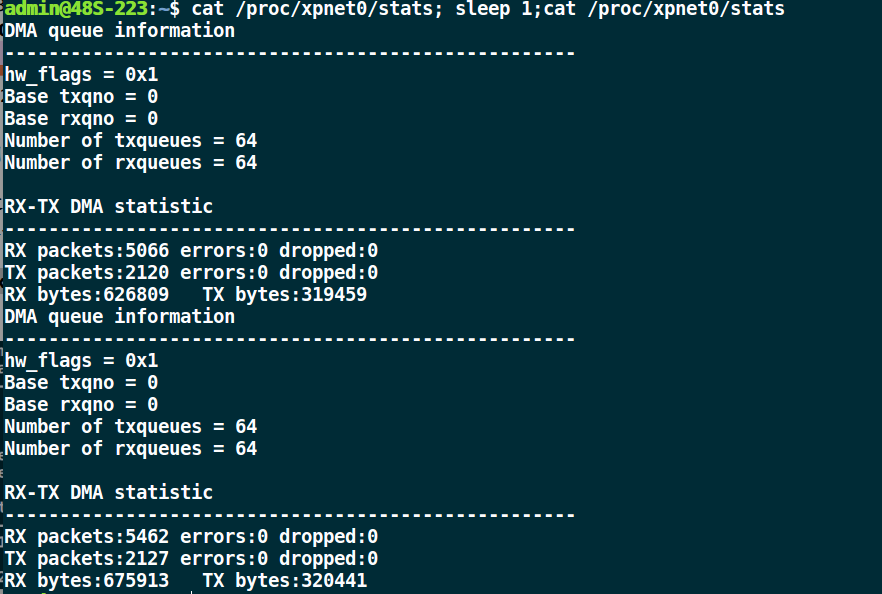 admin@48S-223:~$ cat /proc/xpnet0/stats; sleep 1;cat /proc/xpnet0/stats
DMA queue information
----------------------------------------------------
hw_flags = 0x1
Base txqno = 0
Base rxqno = 0
Number of txqueues = 64
Number of rxqueues = 64

RX-TX DMA statistic
----------------------------------------------------
RX packets:5066 errors:0 dropped:0
TX packets:2120 errors:0 dropped:0
RX bytes:626809   TX bytes:319459
DMA queue information
----------------------------------------------------
hw_flags = 0x1
Base txqno = 0
Base rxqno = 0
Number of txqueues = 64
Number of rxqueues = 64

RX-TX DMA statistic
----------------------------------------------------
RX packets:5462 errors:0 dropped:0
TX packets:2127 errors:0 dropped:0
RX bytes:675913   TX bytes:320441